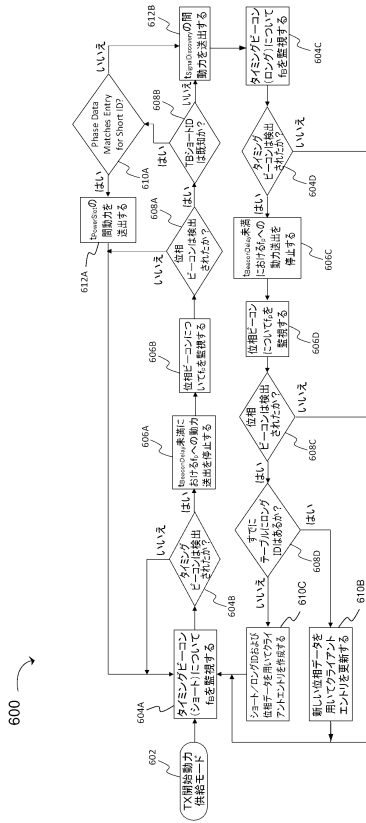 600
TX開始動力
供給モード
602
タイミングビーコン
(ショート)について
fBを監視する
604A
タイミング
ビーコンは検出
されたか?
604B
いいえ
はい
tBeaconDelay未満に
おけるfpへの動力
送出を停止する
606A
位相ビーコンにつ
いてfpを監視する
606B
位相
ビーコンは検出
されたか?
608A
いいえ
はい
TBショートID
は既知か?
608B
いいえ
はい
Phase Data
Matches Entry
for Short ID?
610A
いいえ
はい
tPowerSlotの
間動力を
送出する
612A
tSignalDiscoveryの間
動力を送出する
612B
タイミングビーコン
(ロング)について
fBを監視する
604C
タイミング
ビーコンは検出
されたか?
604D
いいえ
はい
tBeaconDelay未満
におけるfpへの
動力送出を
停止する
606C
位相ビーコン
についてfpを
監視する
606D
位相
ビーコンは検出
されたか?
608C
いいえ
はい
すでに
テーブルにロング
IDはあるか?
608D
いいえ
はい
ショート/ロングIDおよび
位相データを用いてクライ
アントエントリを作成する
610C
新しい位相データを
用いてクライアント
エントリを更新する
610B